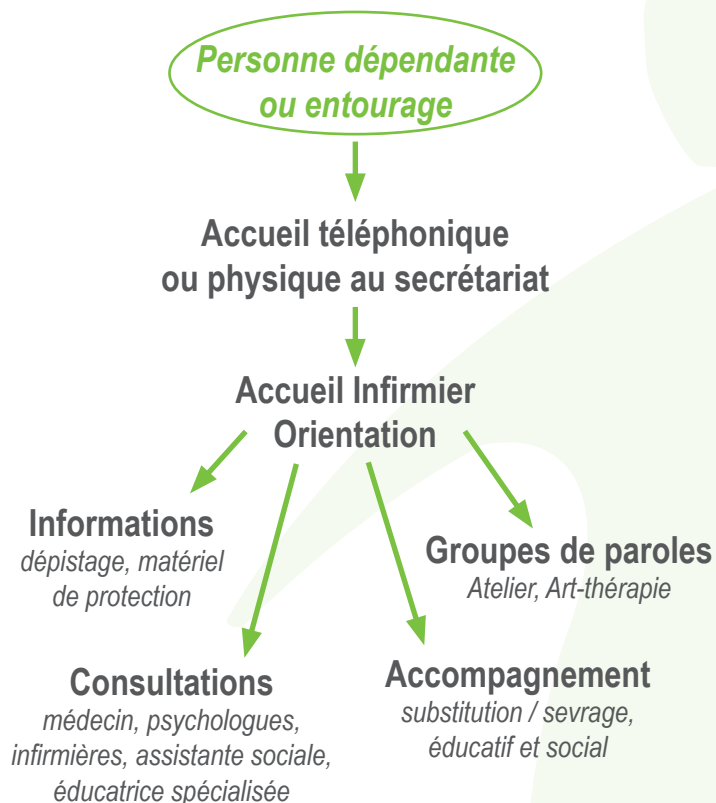 Personne dépendante
ou entourage
Accueil téléphonique
ou physique au secrétariat
Accueil Infirmier
Orientation
Informations
dépistage, matériel
de protection
Groupes de paroles
Atelier, Art-thérapie
Consultations
médecin, psychologues,
infirmières, assistante sociale,
éducatrice spécialisée
Accompagnement
substitution / sevrage,
éducatif et social